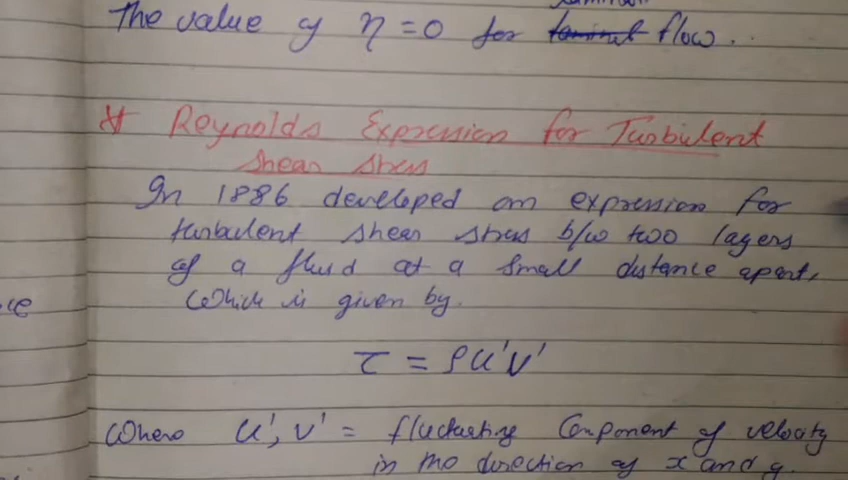 The value of η = 0 for laminar flow.
* Reynolds Expression for Turbulent
Shear stress
In 1886 developed an expression for
turbulent shear stress b/w two layers
of a fluid at a small distance apart,
Which is given by.
τ = ρu'v'
ce
Where u', v' = fluctuating Component of velocity
in the direction of x and y.